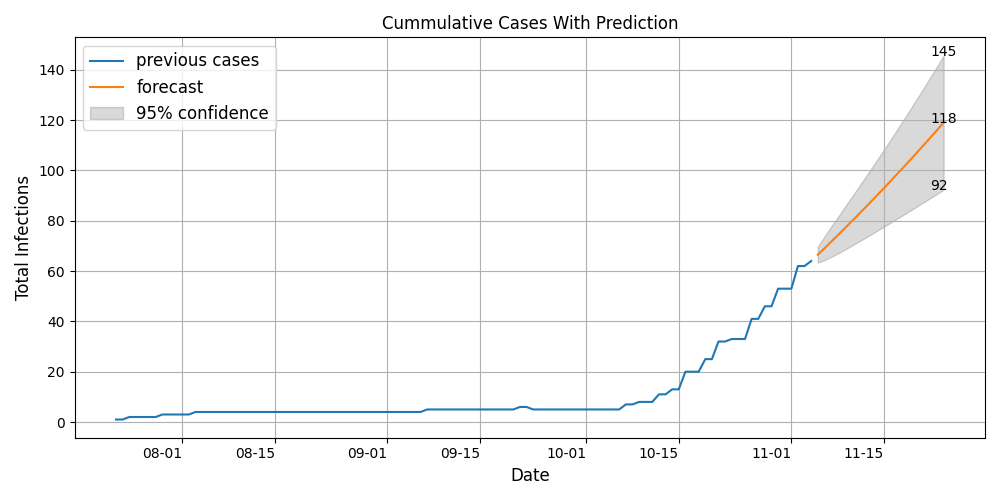 Cummulative Cases With Prediction
previous cases
forecast
95% confidence
145
118
92
Total Infections
140
120
100
80
60
40
20
0
08-01 08-15 09-01 09-15 10-01 10-15 11-01 11-15
Date